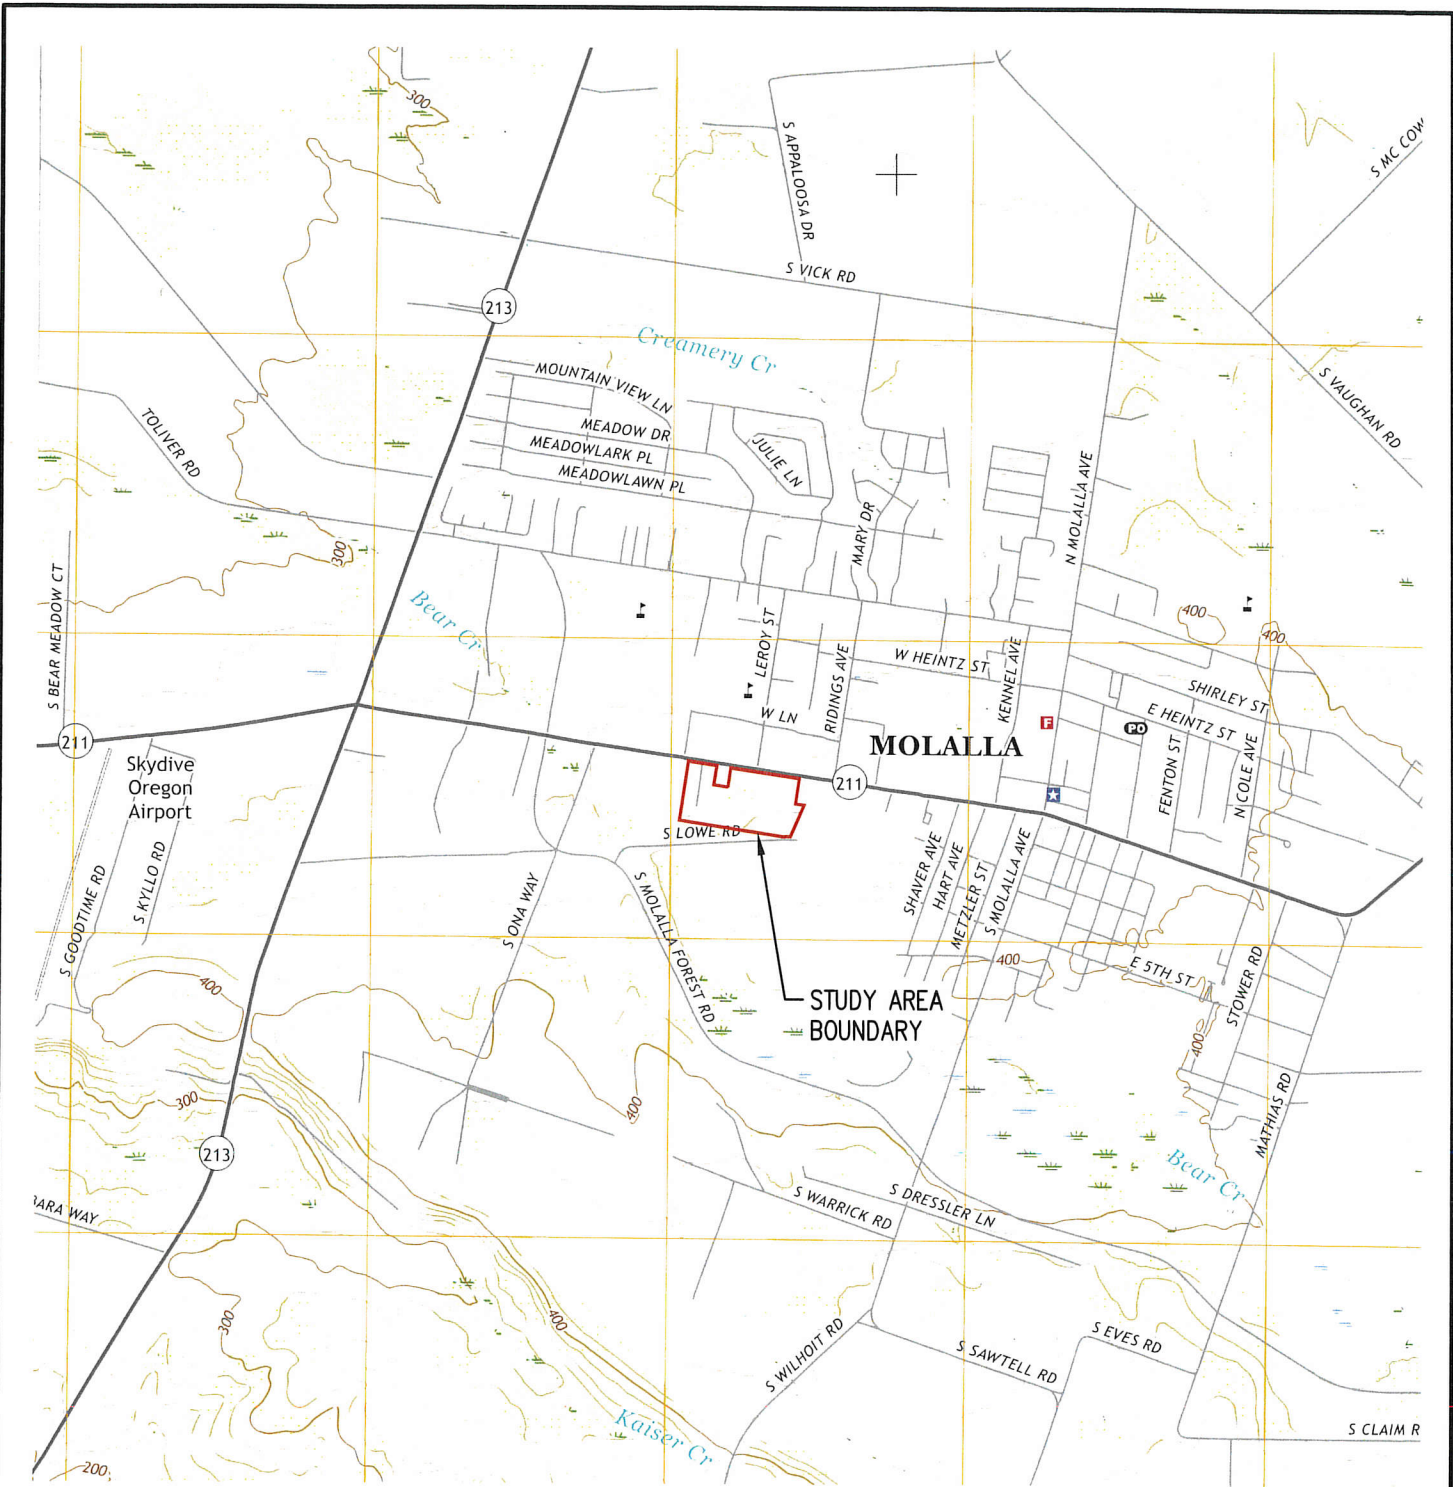 300
S MC COW
S APPALOOSA DR
S VICK RD
213
Creamery Cr
MOUNTAIN VIEW LN
S VAUGHAN RD
TOLIVER RD
MEADOW DR
MEADOWLARK PL
JULIE LN
MEADOWLAWN PL
N MOLALLA AVE
MARY DR
300
S BEAR MEADOW CT
Bear Cr
400
400
LEROY ST
W HEINTZ ST
KENNEL AVE
RIDINGS AVE
SHIRLEY ST
E HEINTZ ST
W LN
F
PO
211
MOLALLA
FENTON ST
N COLE AVE
Skydive
Oregon
Airport
211
S LOWE RD
SHAVER AVE
HART AVE
METZLER ST
S MOLALLA AVE
S GOODTIME RD
S KYLLO RD
S ONA WAY
S MOLALLA FOREST RD
400
400
E 5TH ST
STOWER RD
STUDY AREA
BOUNDARY
400
300
400
MATHIAS RD
213
Bear Cr
BARA WAY
S WARRICK RD
S DRESSLER LN
300
400
S WILHOIT RD
S SAWTELL RD
S EVES RD
Kaiser Cr
S CLAIM R
200